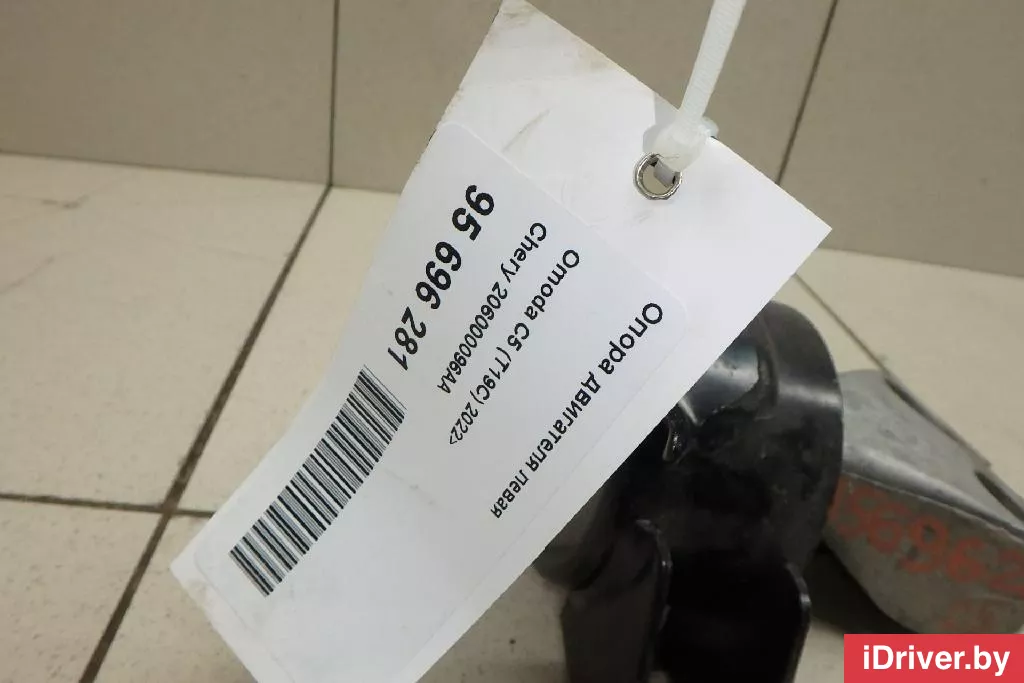 Опора двигателя левая
Omoda C5 (T19C) 2022>
Chery 206000096AA
95 696 281
iDriver.by